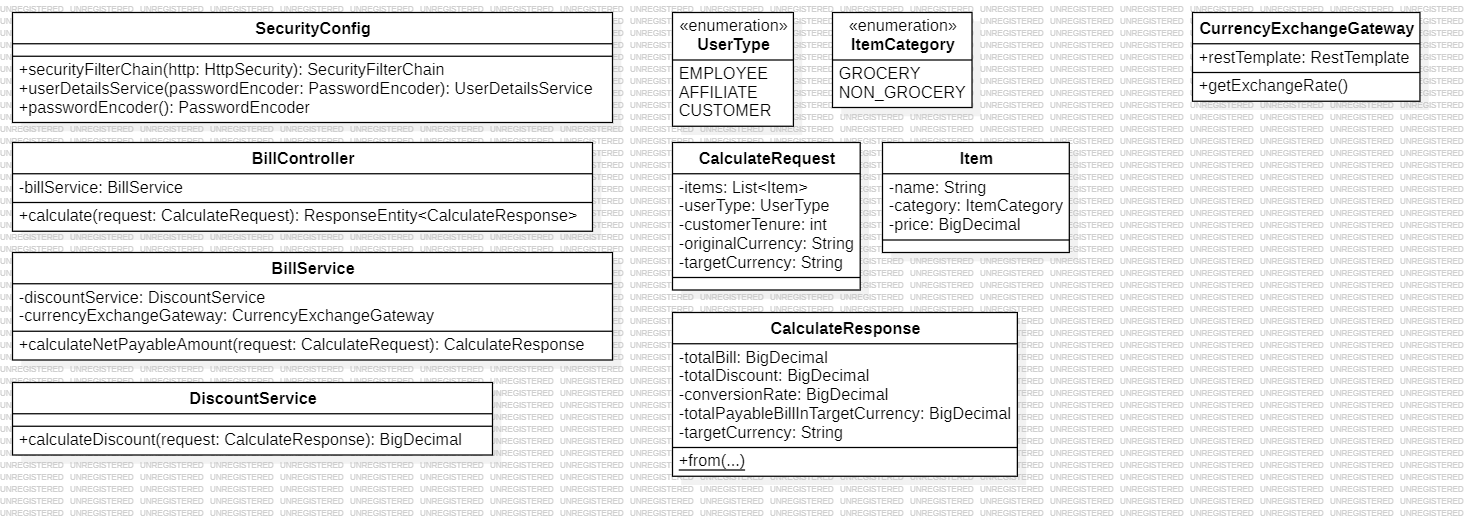 SecurityConfig
+securityFilterChain(http: HttpSecurity): SecurityFilterChain
+userDetailsService(passwordEncoder: PasswordEncoder): UserDetailsService
+passwordEncoder(): PasswordEncoder
«enumeration»
UserType
EMPLOYEE
AFFILIATE
CUSTOMER
«enumeration»
ItemCategory
GROCERY
NON_GROCERY
CurrencyExchangeGateway
+restTemplate: RestTemplate
+getExchangeRate()
BillController
-billService: BillService
+calculate(request: CalculateRequest): ResponseEntity<CalculateResponse>
CalculateRequest
-items: List<Item>
-userType: UserType
-customerTenure: int
-originalCurrency: String
-targetCurrency: String
Item
-name: String
-category: ItemCategory
-price: BigDecimal
BillService
-discountService: DiscountService
-currencyExchangeGateway: CurrencyExchangeGateway
+calculateNetPayableAmount(request: CalculateRequest): CalculateResponse
CalculateResponse
-totalBill: BigDecimal
-totalDiscount: BigDecimal
-conversionRate: BigDecimal
-totalPayableBillInTargetCurrency: BigDecimal
-targetCurrency: String
+from(...)
DiscountService
+calculateDiscount(request: CalculateResponse): BigDecimal
UNREGISTERED